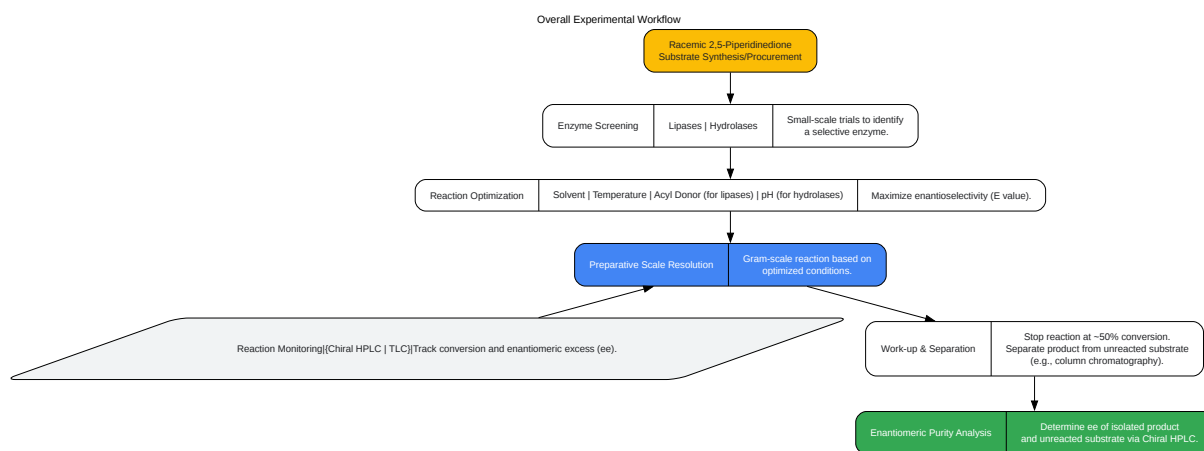 Overall Experimental Workflow
Racemic 2,5-Piperidinedione
Substrate Synthesis/Procurement
Enzyme Screening
Lipases | Hydrolases
Small-scale trials to identify
a selective enzyme.
Reaction Optimization
Solvent | Temperature | Acyl Donor (for lipases) | pH (for hydrolases)
Maximize enantioselectivity (E value).
Preparative Scale Resolution
Gram-scale reaction based on
optimized conditions.
Reaction Monitoring|{Chiral HPLC | TLC}|Track conversion and enantiomeric excess (ee).
Work-up & Separation
Stop reaction at ~50% conversion.
Separate product from unreacted substrate
(e.g., column chromatography).
Enantiomeric Purity Analysis
Determine ee of isolated product
and unreacted substrate via Chiral HPLC.